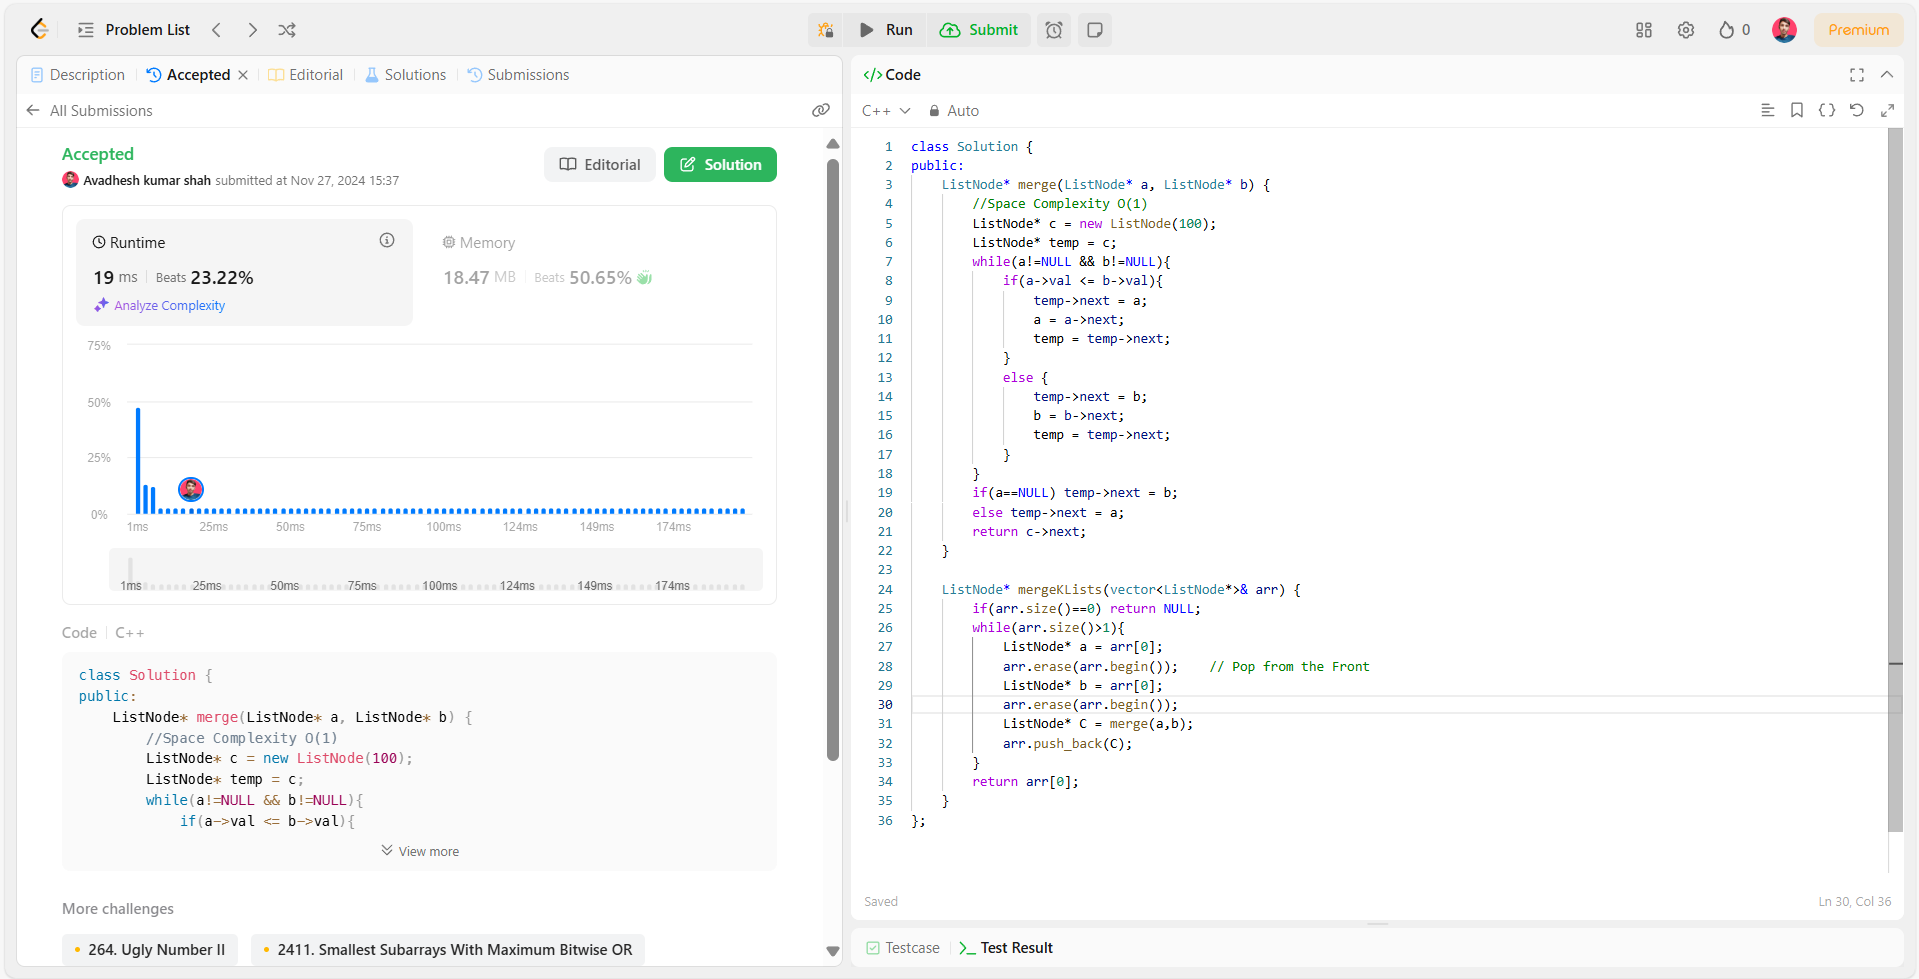 Problem List
Run
Submit
0
Premium
Description
Accepted
Editorial
Solutions
Submissions
All Submissions
Accepted
Avadhesh kumar shah submitted at Nov 27, 2024 15:37
Editorial
Solution
Runtime
19 ms
Beats 23.22%
Analyze Complexity
Memory
18.47 MB
Beats 50.65%
75%
50%
25%
0%
1ms 25ms 50ms 75ms 100ms 124ms 149ms 174ms
1ms 25ms 50ms 75ms 100ms 124ms 149ms 174ms
Code
C++
class Solution {
public:
    ListNode* merge(ListNode* a, ListNode* b) {
        //Space Complexity O(1)
        ListNode* c = new ListNode(100);
        ListNode* temp = c;
        while(a!=NULL && b!=NULL){
            if(a->val <= b->val){
View more
More challenges
264. Ugly Number II
2411. Smallest Subarrays With Maximum Bitwise OR
</> Code
C++
Auto
1 class Solution {
2 public:
3     ListNode* merge(ListNode* a, ListNode* b) {
4         //Space Complexity O(1)
5         ListNode* c = new ListNode(100);
6         ListNode* temp = c;
7         while(a!=NULL && b!=NULL){
8             if(a->val <= b->val){
9                 temp->next = a;
10                 a = a->next;
11                 temp = temp->next;
12             }
13             else {
14                 temp->next = b;
15                 b = b->next;
16                 temp = temp->next;
17             }
18         }
19         if(a==NULL) temp->next = b;
20         else temp->next = a;
21         return c->next;
22     }
23
24     ListNode* mergeKLists(vector<ListNode*>& arr) {
25         if(arr.size()==0) return NULL;
26         while(arr.size()>1){
27             ListNode* a = arr[0];
28             arr.erase(arr.begin());    // Pop from the Front
29             ListNode* b = arr[0];
30             arr.erase(arr.begin());
31             ListNode* C = merge(a,b);
32             arr.push_back(C);
33         }
34         return arr[0];
35     }
36 };
Saved
Ln 30, Col 36
Testcase
Test Result